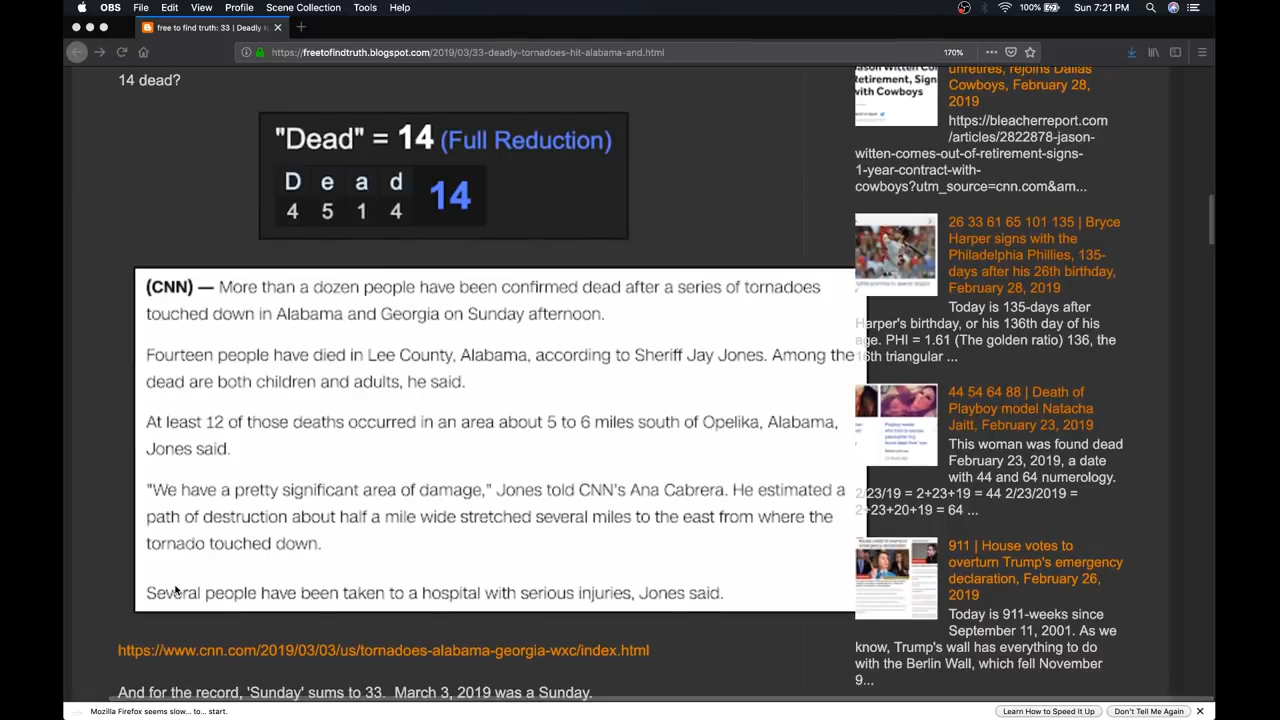 OBS File Edit View Profile Scene Collection Tools Help 100% Sun 7:21 PM
free to find truth: 33 | Deadly t
https://freetofindtruth.blogspot.com/2019/03/33-deadly-tornadoes-hit-alabama-and.html 170%
14 dead?
"Dead" = 14 (Full Reduction)
D e a d
4 5 1 4
14
(CNN) — More than a dozen people have been confirmed dead after a series of tornadoes
touched down in Alabama and Georgia on Sunday afternoon.
Fourteen people have died in Lee County, Alabama, according to Sheriff Jay Jones. Among the
dead are both children and adults, he said.
At least 12 of those deaths occurred in an area about 5 to 6 miles south of Opelika, Alabama,
Jones said.
"We have a pretty significant area of damage," Jones told CNN's Ana Cabrera. He estimated a
path of destruction about half a mile wide stretched several miles to the east from where the
tornado touched down.
Several people have been taken to hospitals with serious injuries, Jones said.
https://www.cnn.com/2019/03/03/us/tornadoes-alabama-georgia-wxc/index.html
And for the record, 'Sunday' sums to 33. March 3, 2019 was a Sunday.
Retirement, Sign
with Cowboys
unretires, rejoins Dallas
Cowboys, February 28,
2019
https://bleacherreport.com
/articles/2822878-jason-
witten-comes-out-of-retirement-signs-
1-year-contract-with-
cowboys?utm_source=cnn.com&am...
26 33 61 65 101 135 | Bryce
Harper signs with the
Philadelphia Phillies, 135-
days after his 26th birthday,
February 28, 2019
Today is 135-days after
Harper's birthday, or his 136th day of his
age. PHI = 1.61 (The golden ratio) 136, the
16th triangular ...
44 54 64 88 | Death of
Playboy model Natacha
Jaitt, February 23, 2019
This woman was found dead
February 23, 2019, a date
with 44 and 64 numerology.
2/23/19 = 2+23+19 = 44 2/23/2019 =
2+23+20+19 = 64 ...
911 | House votes to
overturn Trump's emergency
declaration, February 26,
2019
Today is 911-weeks since
September 11, 2001. As we
know, Trump's wall has everything to do
with the Berlin Wall, which fell November
9...
Mozilla Firefox seems slow... to... start.
Learn How to Speed It Up
Don't Tell Me Again